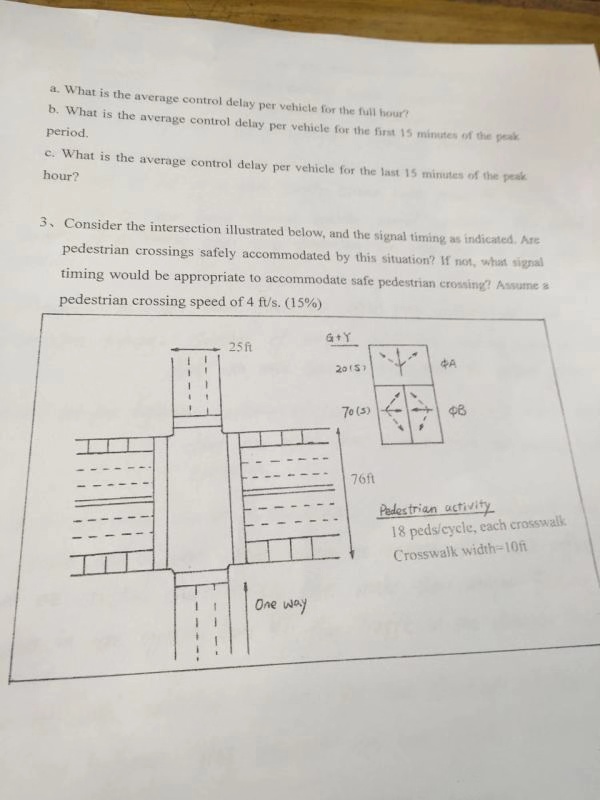 a. What is the average control delay per vehicle for the full hour?
b. What is the average control delay per vehicle for the first 15 minutes of the peak
period.
c. What is the average control delay per vehicle for the last 15 minutes of the peak
hour?
3、Consider the intersection illustrated below, and the signal timing as indicated. Are
pedestrian crossings safely accommodated by this situation? If not, what signal
timing would be appropriate to accommodate safe pedestrian crossing? Assume a
pedestrian crossing speed of 4 ft/s. (15%)
25ft
G+Y
20(S)
ΦA
70(S)
ΦB
76ft
Pedestrian activity
18 peds/cycle, each crosswalk
Crosswalk width=10ft
One way